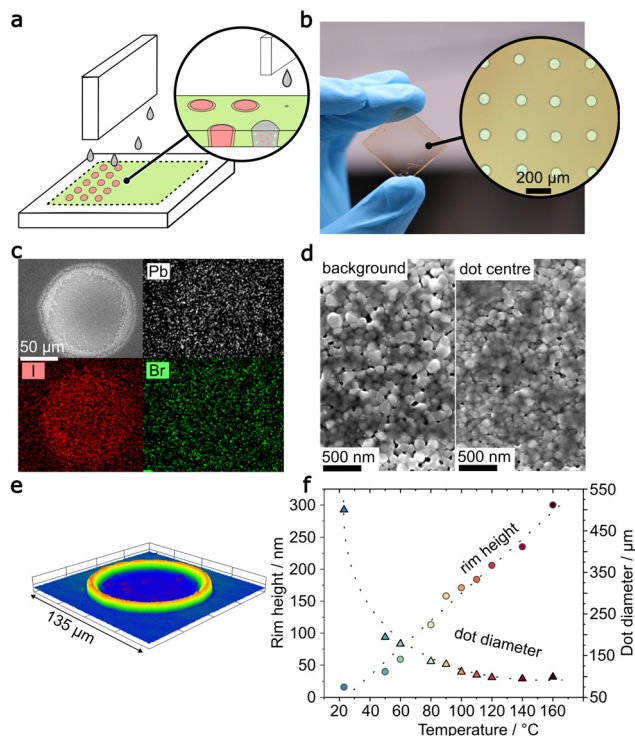 a
b
200 μm
c
Pb
50 μm
I
Br
d
background
dot centre
500 nm
500 nm
e
135 μm
f
Rim height / nm
300
250
200
150
100
50
0
rim height
dot diameter
550
450
350
250
150
50
Dot diameter / μm
20 40 60 80 100 120 140 160
Temperature / °C